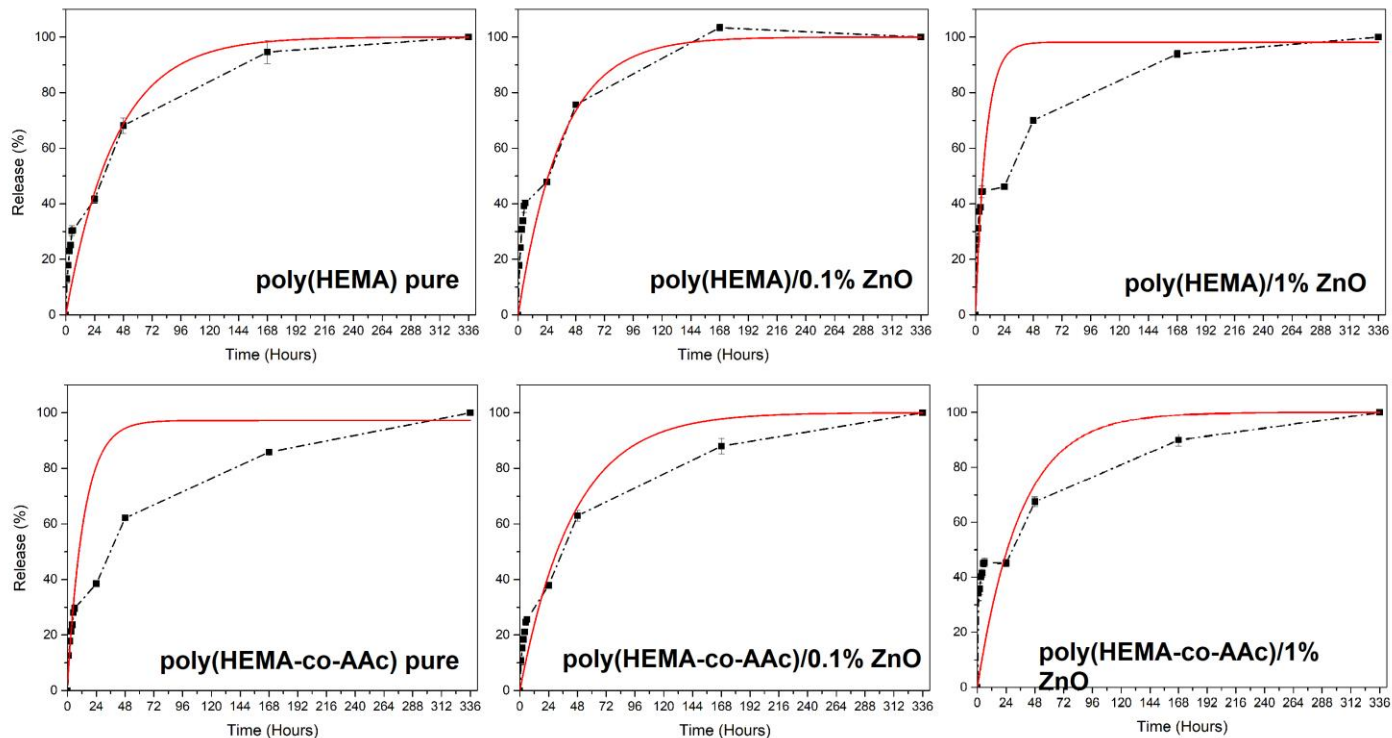 100
80
60
40
20
0
Release (%)
poly(HEMA) pure
0 24 48 72 96 120 144 168 192 216 240 264 288 312 336
Time (Hours)
100
80
60
40
20
0
poly(HEMA)/0.1% ZnO
0 24 48 72 96 120 144 168 192 216 240 264 288 312 336
Time (Hours)
100
80
60
40
20
0
poly(HEMA)/1% ZnO
0 24 48 72 96 120 144 168 192 216 240 264 288 312 336
Time (Hours)
100
80
60
40
20
0
Release (%)
poly(HEMA-co-AAc) pure
0 24 48 72 96 120 144 168 192 216 240 264 288 312 336
Time (Hours)
100
80
60
40
20
0
poly(HEMA-co-AAc)/0.1% ZnO
0 24 48 72 96 120 144 168 192 216 240 264 288 312 336
Time (Hours)
100
80
60
40
20
0
poly(HEMA-co-AAc)/1%
ZnO
0 24 48 72 96 120 144 168 192 216 240 264 288 312 336
Time (Hours)